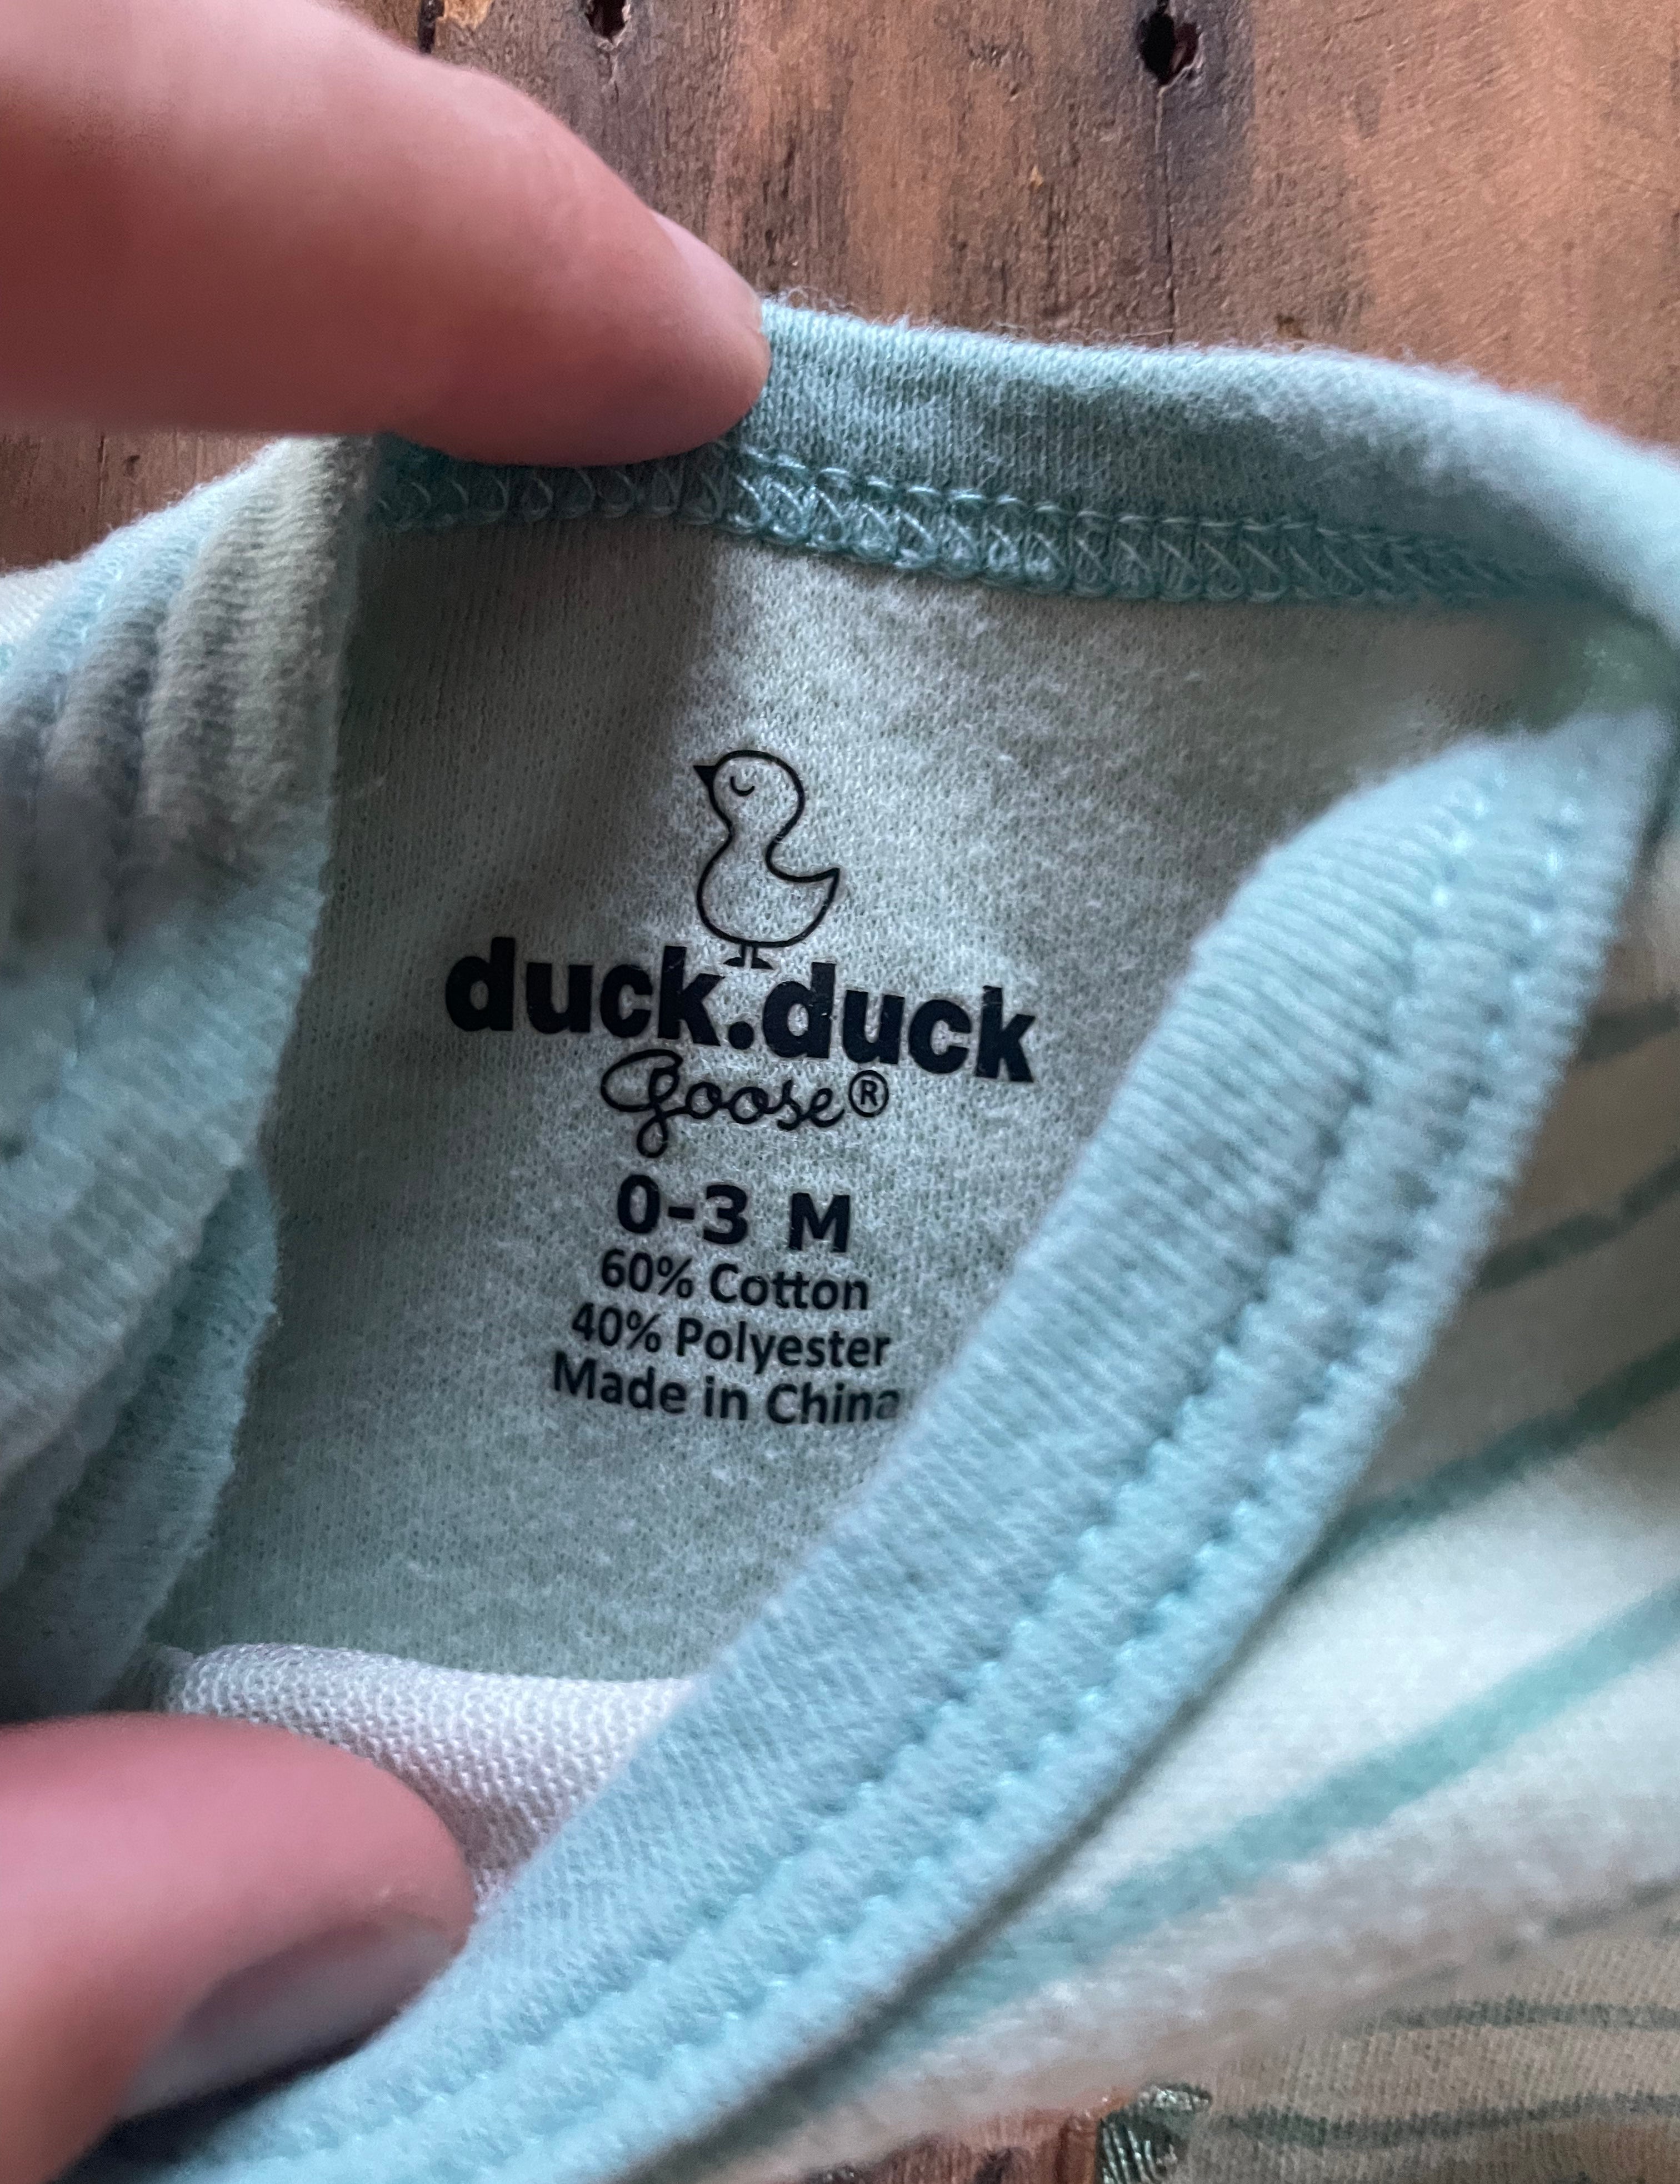 duck.duck
goose®
0-3 M
60% Cotton
40% Polyester
Made in China